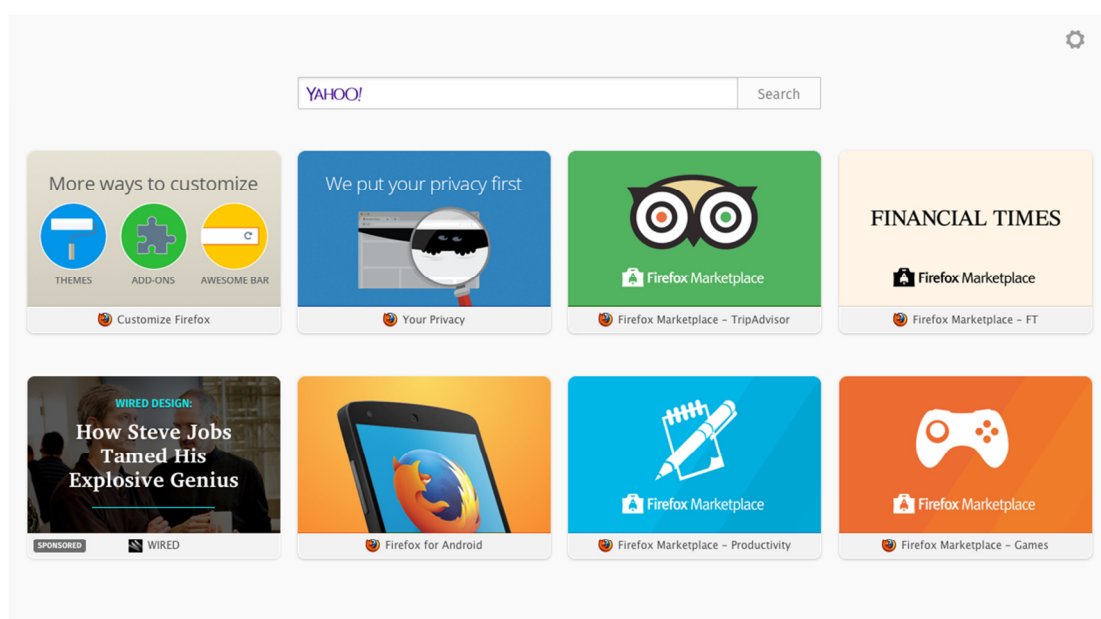 YAHOO!
Search
More ways to customize
THEMES
ADD-ONS
AWESOME BAR
Customize Firefox
We put your privacy first
Your Privacy
Firefox Marketplace
Firefox Marketplace – TripAdvisor
FINANCIAL TIMES
Firefox Marketplace
Firefox Marketplace – FT
WIRED DESIGN:
How Steve Jobs
Tamed His
Explosive Genius
SPONSORED
WIRED
Firefox for Android
Firefox Marketplace
Firefox Marketplace – Productivity
Firefox Marketplace
Firefox Marketplace – Games